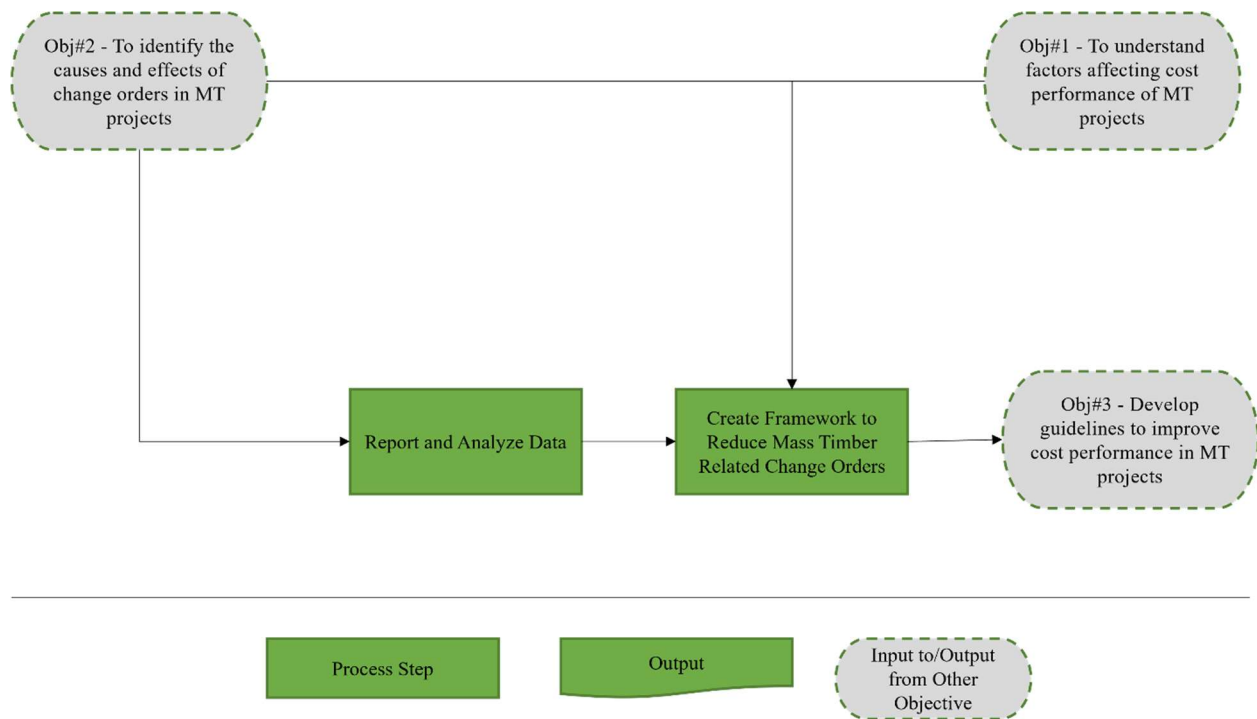 Obj#2 - To identify the
causes and effects of
change orders in MT
projects
Obj#1 - To understand
factors affecting cost
performance of MT
projects
Report and Analyze Data
Create Framework to
Reduce Mass Timber
Related Change Orders
Obj#3 - Develop
guidelines to improve
cost performance in MT
projects
Process Step
Output
Input to/Output
from Other
Objective